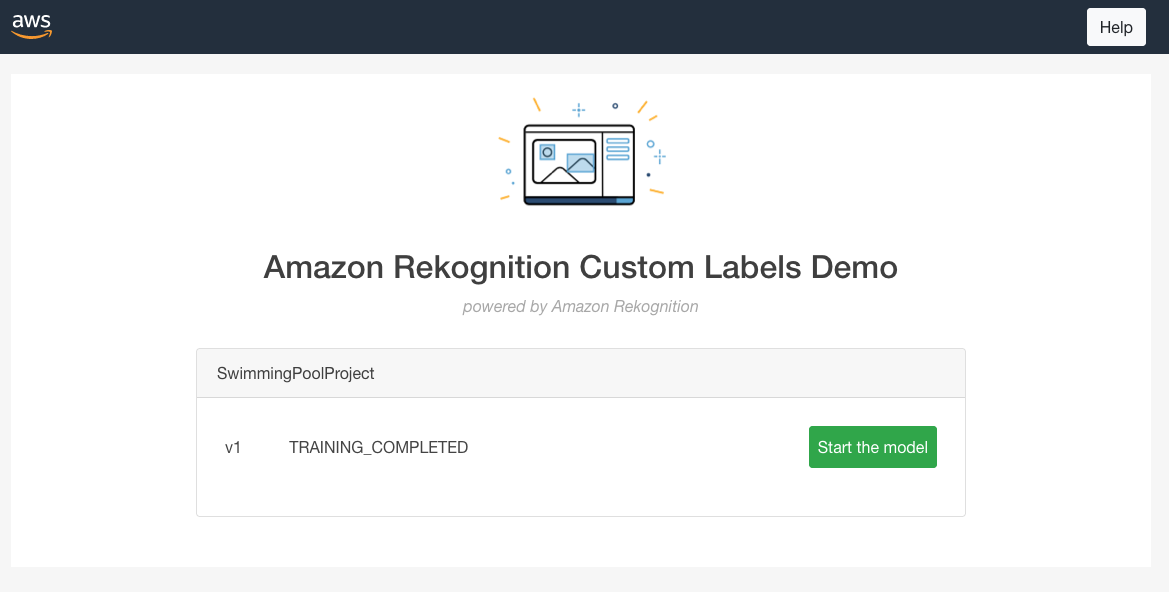 aws
Help
Amazon Rekognition Custom Labels Demo
powered by Amazon Rekognition
SwimmingPoolProject
v1 TRAINING_COMPLETED Start the model